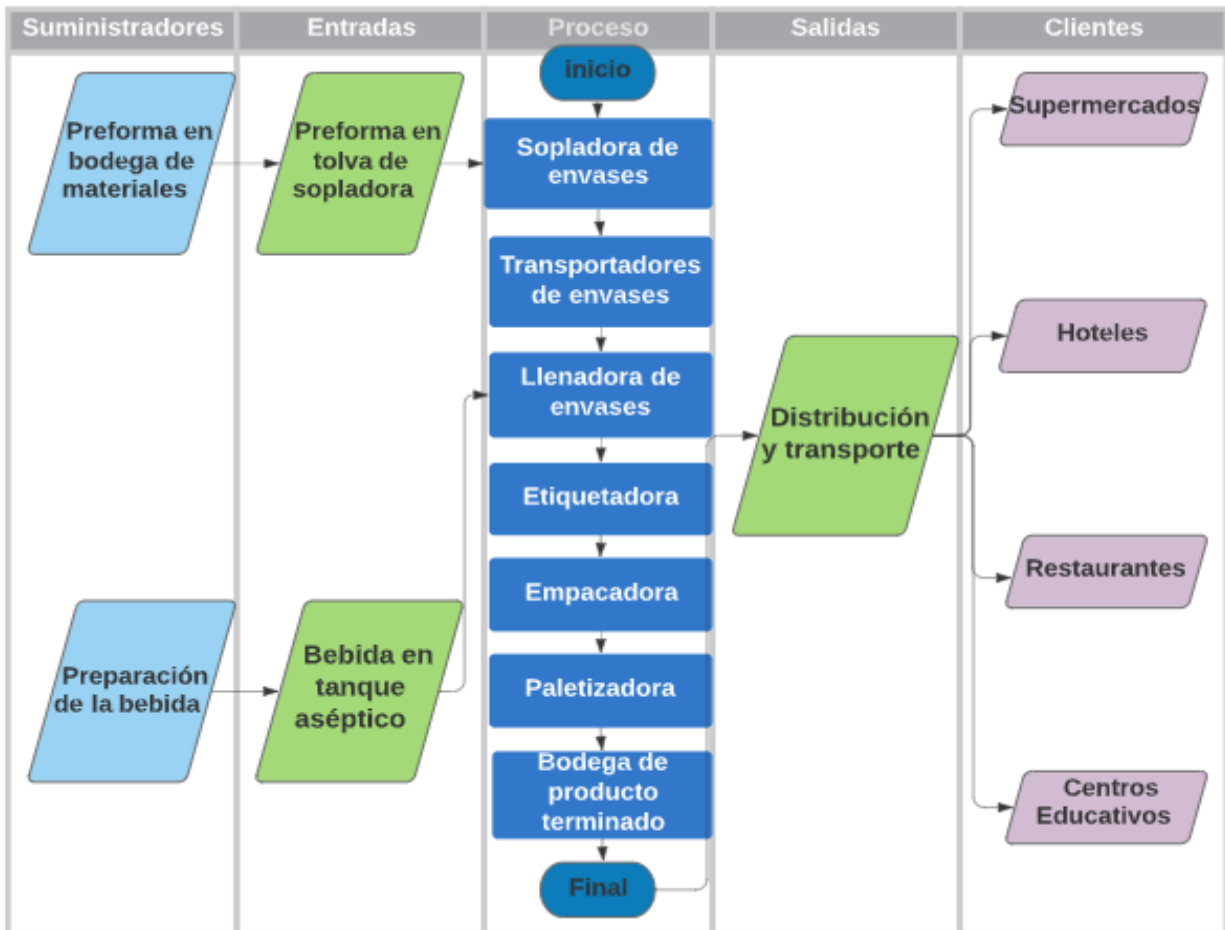 Suministradores
Entradas
Proceso
Salidas
Clientes
inicio
Preforma en
bodega de
materiales
Preforma en
tolva de
sopladora
Sopladora de
envases
Supermercados
Transportadores
de envases
Hoteles
Llenadora de
envases
Distribución
y transporte
Etiquetadora
Restaurantes
Empacadora
Preparación
de la bebida
Bebida en
tanque
aséptico
Paletizadora
Bodega de
producto
terminado
Centros
Educativos
Final